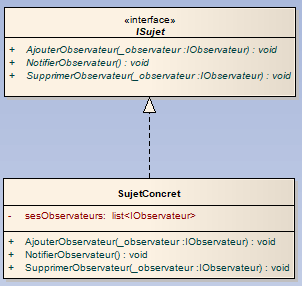 «interface»
ISujet
+ AjouterObservateur(_observateur :IObservateur) : void
+ NotifierObservateur() : void
+ SupprimerObservateur(_observateur :IObservateur) : void
SujetConcret
- sesObservateurs: list<IObservateur>
+ AjouterObservateur(_observateur :IObservateur) : void
+ NotifierObservateur() : void
+ SupprimerObservateur(_observateur :IObservateur) : void